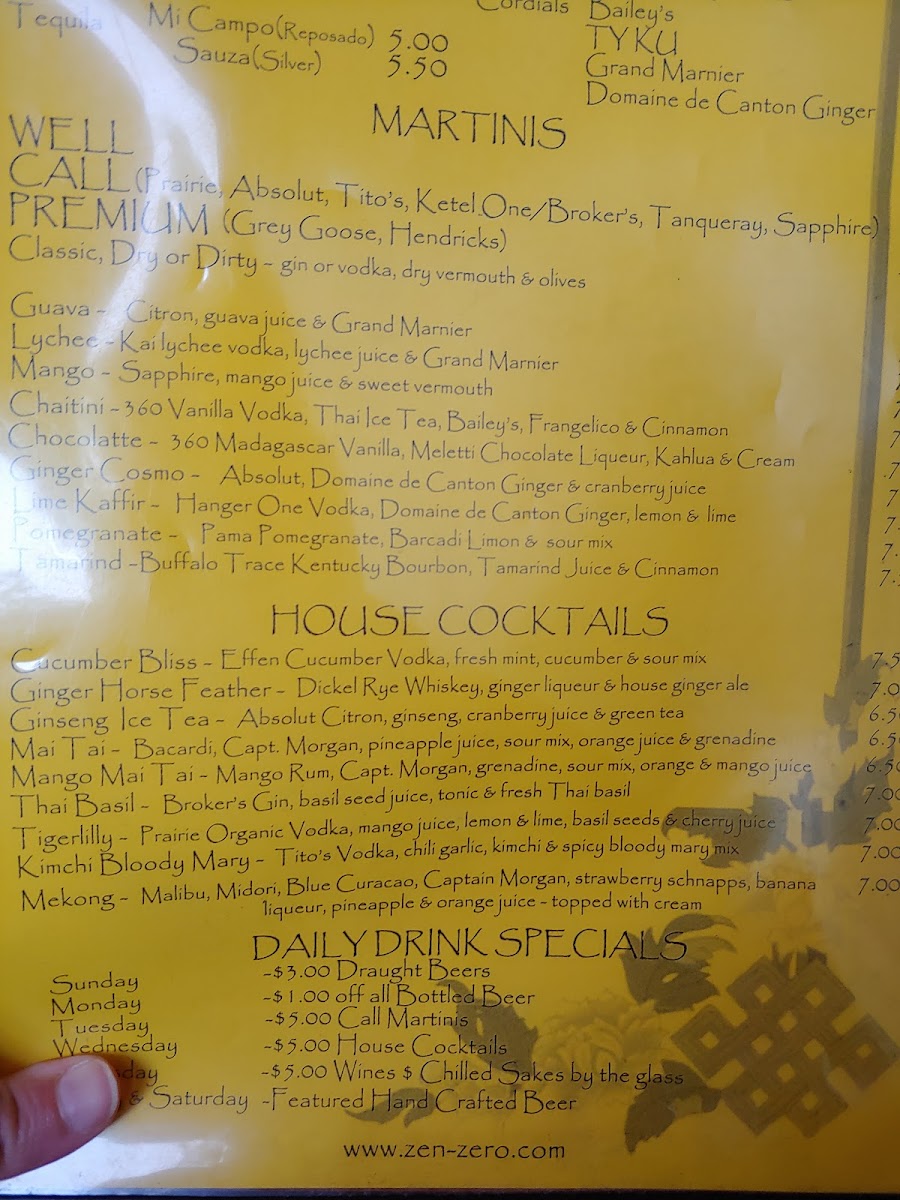 Tequila Mi Campo(Reposado) 5.00
Sauza(Silver) 5.50
Cordials Bailey's
TYKU
Grand Marnier
Domaine de Canton Ginger
MARTINIS
WELL
CALL (Prairie, Absolut, Tito's, Ketel One/Broker's, Tanqueray, Sapphire)
PREMIUM (Grey Goose, Hendricks)
Classic, Dry or Dirty - gin or vodka, dry vermouth & olives
Guava - Citron, guava juice & Grand Marnier
Lychee - Kai lychee vodka, lychee juice & Grand Marnier
Mango - Sapphire, mango juice & sweet vermouth
Chaitini - 360 Vanilla Vodka, Thai Ice Tea, Bailey's, Frangelico & Cinnamon
Chocolatte - 360 Madagascar Vanilla, Meletti Chocolate Liqueur, Kahlua & Cream
Ginger Cosmo - Absolut, Domaine de Canton Ginger & cranberry juice
Lime Kaffir - Hanger One Vodka, Domaine de Canton Ginger, lemon & lime
Pomegranate - Pama Pomegranate, Barcadi Limon & sour mix
Tamarind -Buffalo Trace Kentucky Bourbon, Tamarind Juice & Cinnamon
HOUSE COCKTAILS
Cucumber Bliss - Effen Cucumber Vodka, fresh mint, cucumber & sour mix 7.5
Ginger Horse Feather - Dickel Rye Whiskey, ginger liqueur & house ginger ale 7.0
Ginseng Ice Tea - Absolut Citron, ginseng, cranberry juice & green tea 6.50
Mai Tai - Bacardi, Capt. Morgan, pineapple juice, sour mix, orange juice & grenadine 6.50
Mango Mai Tai - Mango Rum, Capt. Morgan, grenadine, sour mix, orange & mango juice 6.50
Thai Basil - Broker's Gin, basil seed juice, tonic & fresh Thai basil 7.00
Tigerlilly - Prairie Organic Vodka, mango juice, lemon & lime, basil seeds & cherry juice 7.00
Kimchi Bloody Mary - Tito's Vodka, chili garlic, kimchi & spicy bloody mary mix 7.00
Mekong - Malibu, Midori, Blue Curacao, Captain Morgan, strawberry schnapps, banana 7.00
liqueur, pineapple & orange juice - topped with cream
DAILY DRINK SPECIALS
Sunday -$3.00 Draught Beers
Monday -$1.00 off all Bottled Beer
Tuesday -$5.00 Call Martinis
Wednesday -$5.00 House Cocktails
day -$5.00 Wines $ Chilled Sakes by the glass
& Saturday -Featured Hand Crafted Beer
www.zen-zero.com